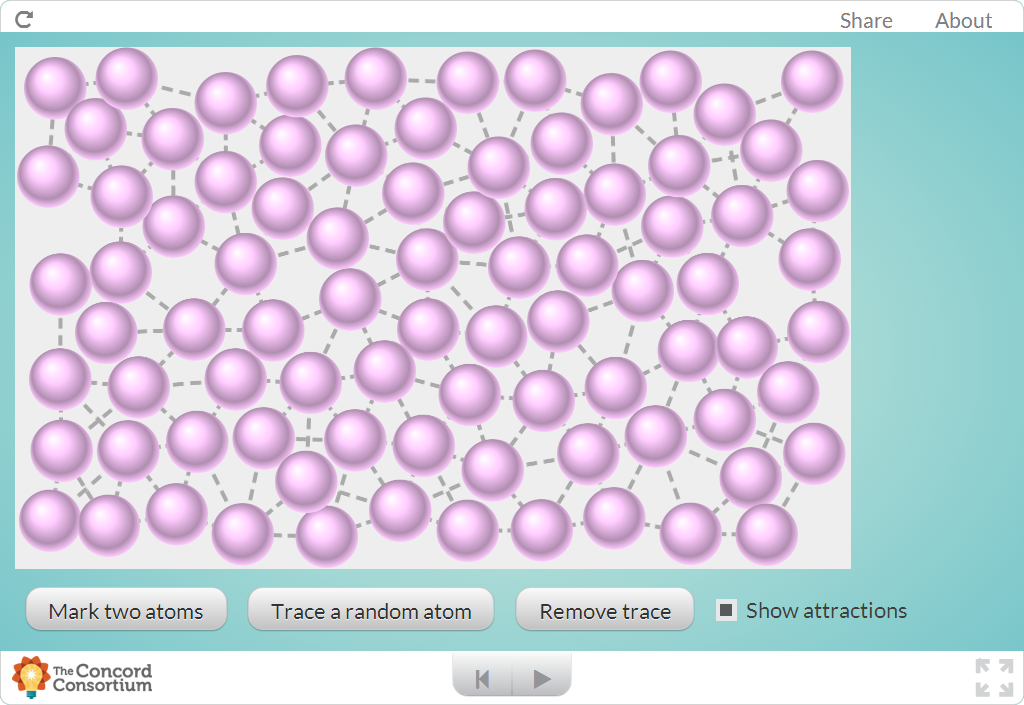 Share About
Mark two atoms Trace a random atom Remove trace Show attractions
The Concord
Consortium